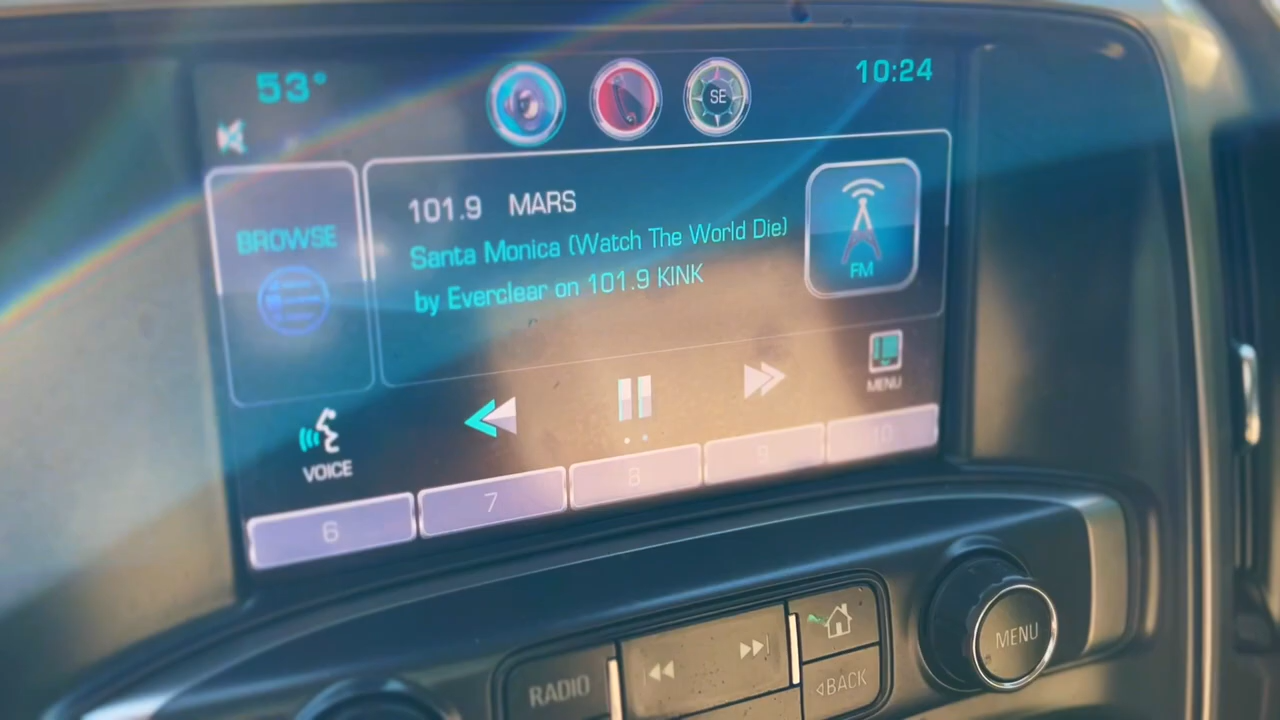 53°
SE
10:24
BROWSE
101.9 MARS
Santa Monica (Watch The World Die)
by Everclear on 101.9 KINK
FM
VOICE
MENU
6
7
8
9
10
RADIO
BACK
MENU